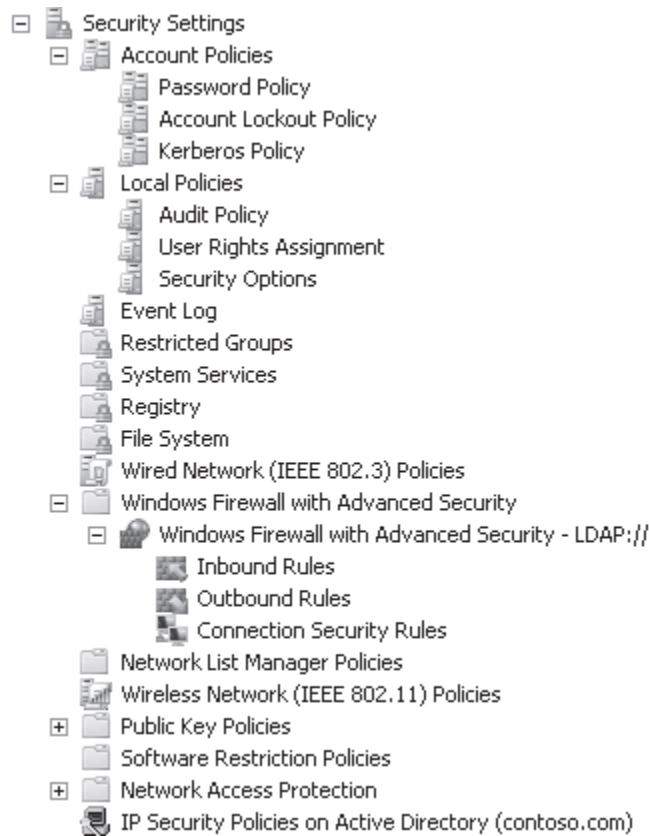 Security Settings
Account Policies
Password Policy
Account Lockout Policy
Kerberos Policy
Local Policies
Audit Policy
User Rights Assignment
Security Options
Event Log
Restricted Groups
System Services
Registry
File System
Wired Network (IEEE 802.3) Policies
Windows Firewall with Advanced Security
Windows Firewall with Advanced Security - LDAP://
Inbound Rules
Outbound Rules
Connection Security Rules
Network List Manager Policies
Wireless Network (IEEE 802.11) Policies
Public Key Policies
Software Restriction Policies
Network Access Protection
IP Security Policies on Active Directory (contoso.com)